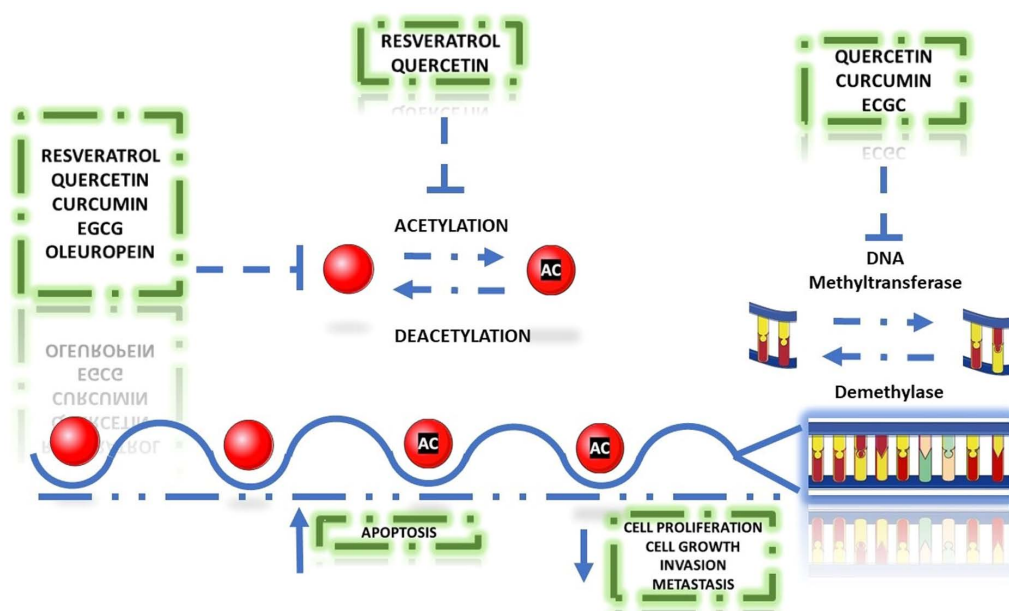 RESVERATROL
QUERCETIN
QUERCETIN
CURCUMIN
ECGC
RESVERATROL
QUERCETIN
CURCUMIN
EGCG
OLEUROPEIN
ACETYLATION
AC
DEACETYLATION
DNA
Methyltransferase
Demethylase
AC
AC
APOPTOSIS
CELL PROLIFERATION
CELL GROWTH
INVASION
METASTASIS